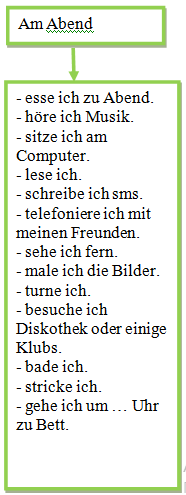 Am Abend
- esse ich zu Abend.
- höre ich Musik.
- sitze ich am
Computer.
- lese ich.
- schreibe ich sms.
- telefoniere ich mit
meinen Freunden.
- sehe ich fern.
- male ich die Bilder.
- turne ich.
- besuche ich
Diskothek oder einige
Klubs.
- bade ich.
- stricke ich.
- gehe ich um … Uhr
zu Bett.